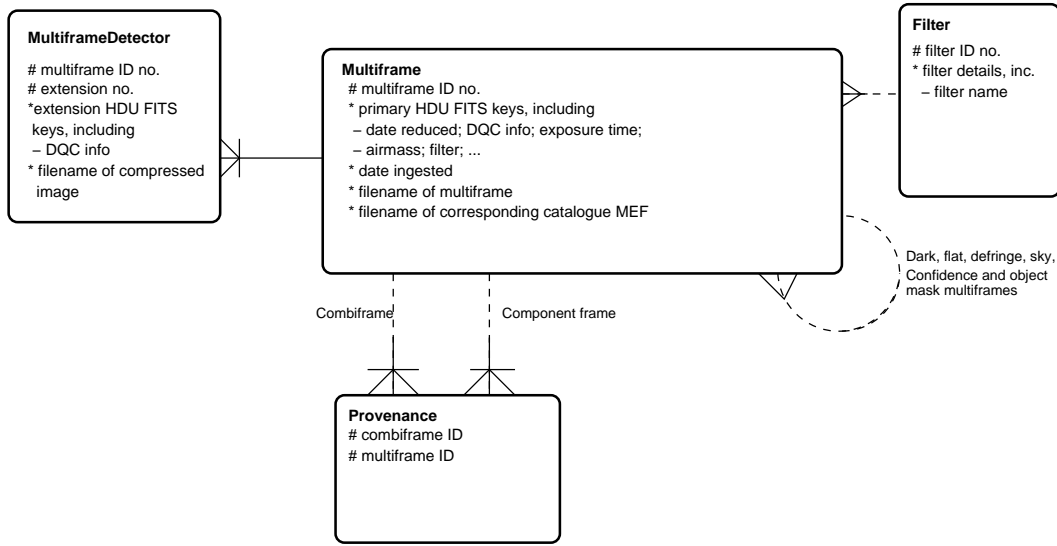 MultiframeDetector
# multiframe ID no.
# extension no.
*extension HDU FITS
keys, including
– DQC info
* filename of compressed
image
Multiframe
# multiframe ID no.
* primary HDU FITS keys, including
– date reduced; DQC info; exposure time;
– airmass; filter; ...
* date ingested
* filename of multiframe
* filename of corresponding catalogue MEF
Filter
# filter ID no.
* filter details, inc.
– filter name
Dark, flat, defringe, sky,
Confidence and object
mask multiframes
Combiframe
Component frame
Provenance
# combiframe ID
# multiframe ID